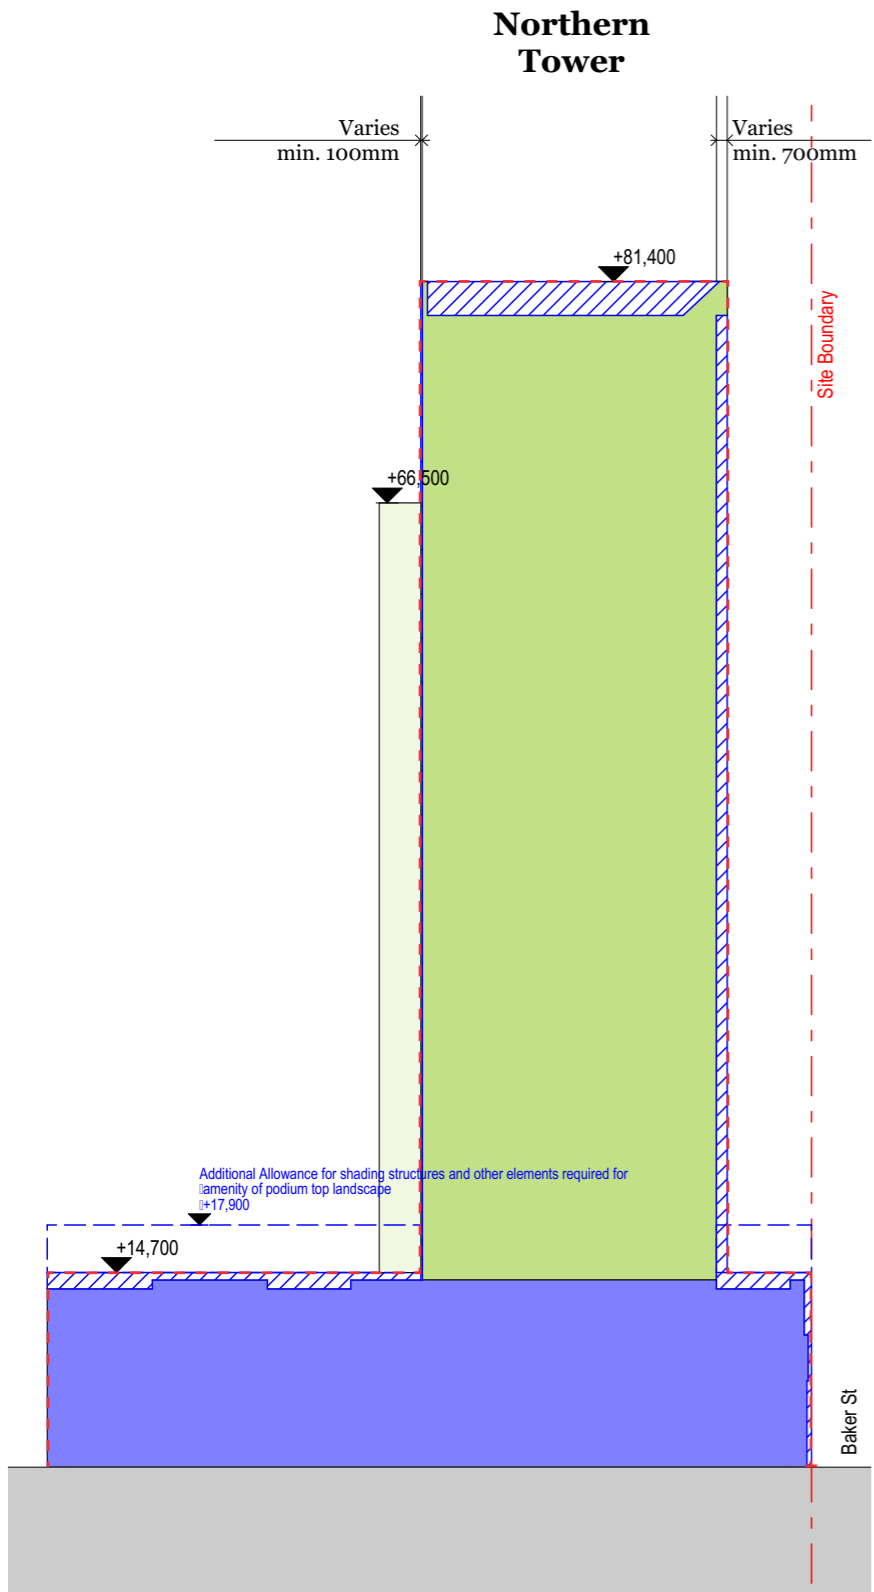 Northern
Tower
Varies
min. 100mm
Varies
min. 700mm
+81,400
Site Boundary
+66,500
Additional Allowance for shading structures and other elements required for
▯amenity of podium top landscape
▯+17,900
+14,700
Baker St